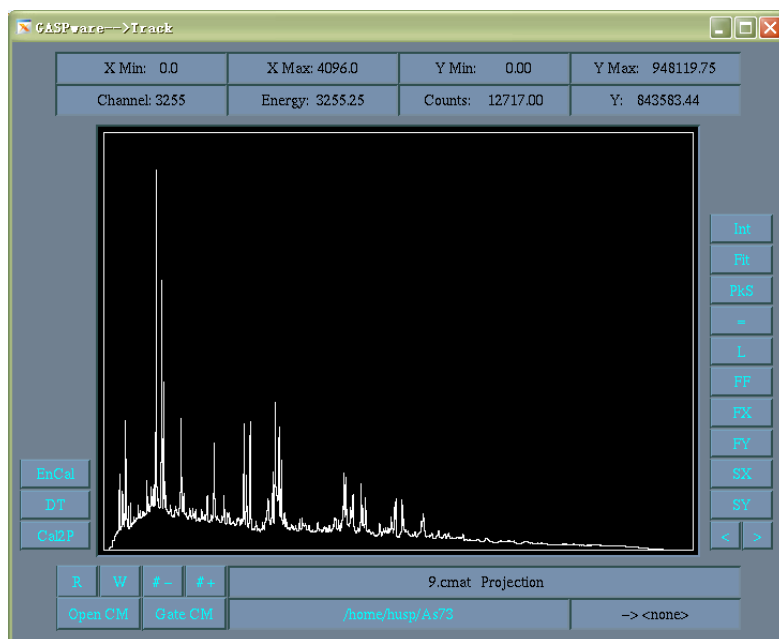 GASPware-->Track
X Min: 0.0 X Max: 4096.0 Y Min: 0.00 Y Max: 948119.75
Channel: 3255 Energy: 3255.25 Counts: 12717.00 Y: 843583.44
Int
Fit
PkS
=
L
FF
FX
FY
EnCal SX
DT SY
Cal2P < >
R W # - # + 9.cmat Projection
Open CM Gate CM /home/husp/As73 --> <none>